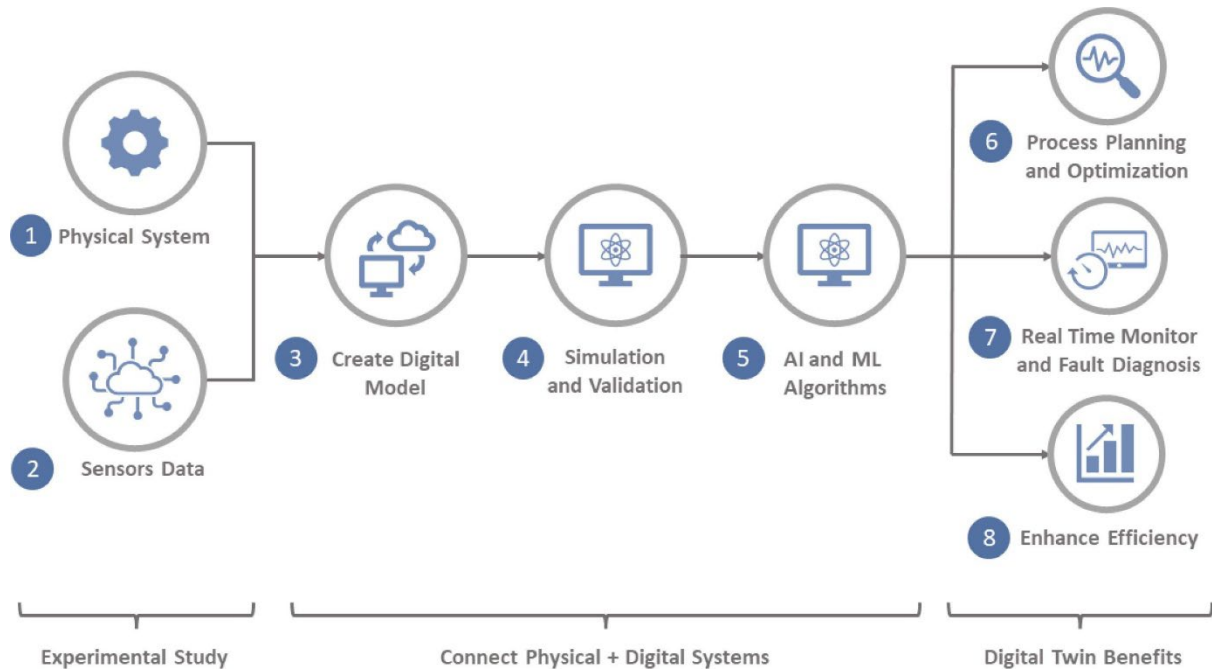 1
Physical System
2
Sensors Data
3
Create Digital
Model
4
Simulation
and Validation
5
AI and ML
Algorithms
6
Process Planning
and Optimization
7
Real Time Monitor
and Fault Diagnosis
8
Enhance Efficiency
Experimental Study
Connect Physical + Digital Systems
Digital Twin Benefits